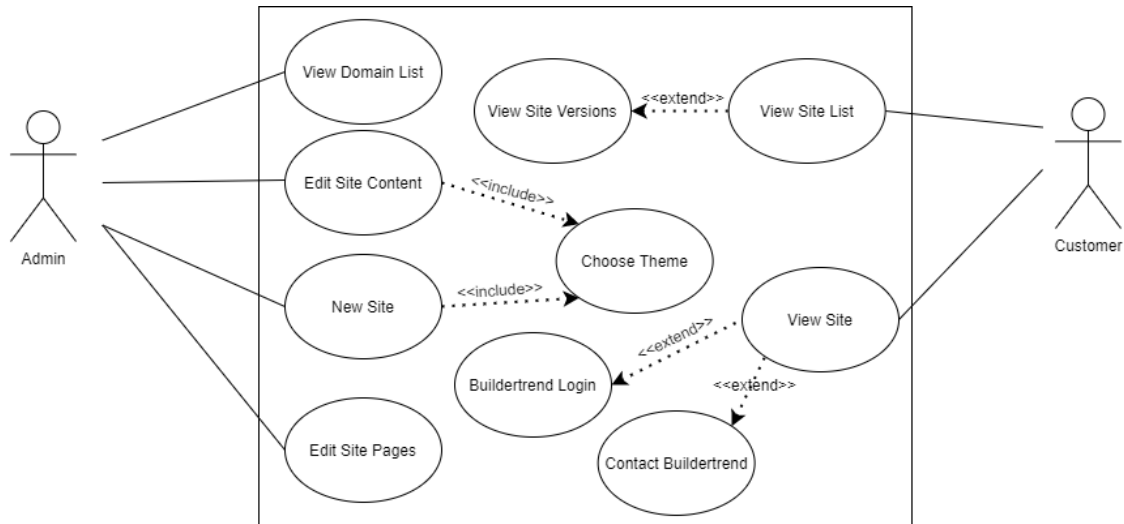 View Domain List
<<extend>>
View Site Versions
View Site List
Edit Site Content
<<include>>
Admin
Customer
Choose Theme
<<include>>
New Site
View Site
<<extend>>
Buildertrend Login
<<extend>>
Edit Site Pages
Contact Buildertrend